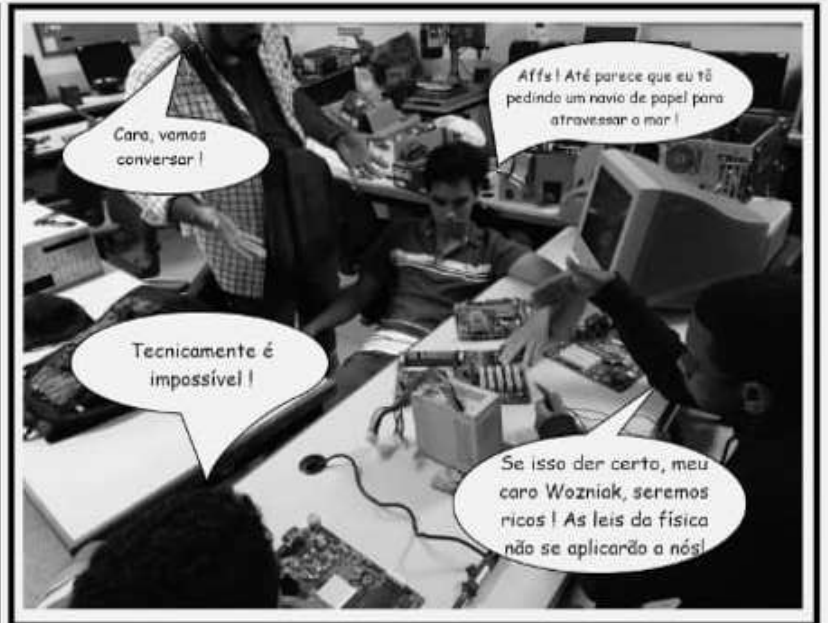 Cara, vamos
conversar !
Affs ! Até parece que eu tô
pedindo um navio de papel para
atravessar o mar !
Tecnicamente é
impossível !
Se isso der certo, meu
caro Wozniak, seremos
ricos ! As leis da física
não se aplicarão a nós!